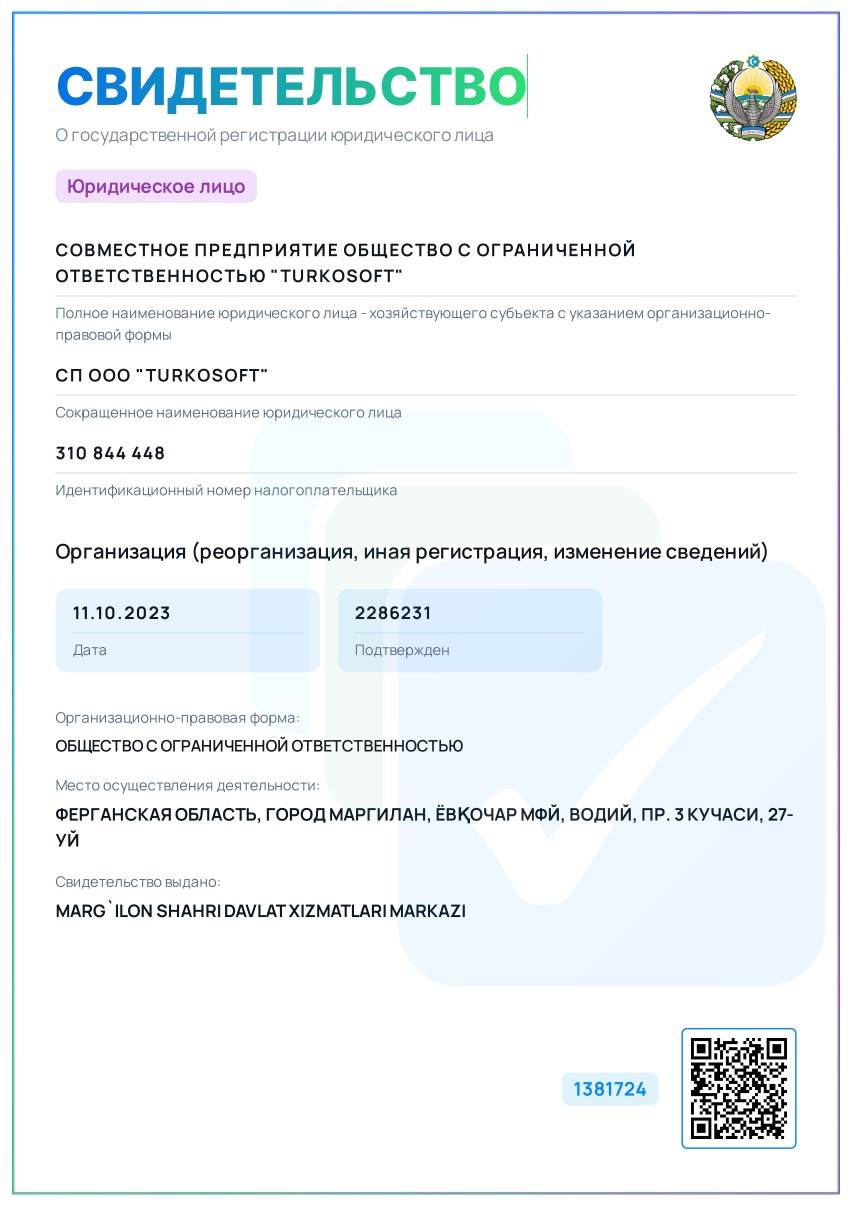 СВИДЕТЕЛЬСТВО
О государственной регистрации юридического лица
Юридическое лицо
СОВМЕСТНОЕ ПРЕДПРИЯТИЕ ОБЩЕСТВО С ОГРАНИЧЕННОЙ
ОТВЕТСТВЕННОСТЬЮ "TURKOSOFT"
Полное наименование юридического лица - хозяйствующего субъекта с указанием организационно-
правовой формы
СП ООО "TURKOSOFT"
Сокращенное наименование юридического лица
310 844 448
Идентификационный номер налогоплательщика
Организация (реорганизация, иная регистрация, изменение сведений)
11.10.2023
Дата
2286231
Подтвержден
Организационно-правовая форма:
ОБЩЕСТВО С ОГРАНИЧЕННОЙ ОТВЕТСТВЕННОСТЬЮ
Место осуществления деятельности:
ФЕРГАНСКАЯ ОБЛАСТЬ, ГОРОД МАРГИЛАН, ЁВҚОЧАР МФЙ, ВОДИЙ, ПР. 3 КУЧАСИ, 27-
УЙ
Свидетельство выдано:
MARG`ILON SHAHRI DAVLAT XIZMATLARI MARKAZI
1381724